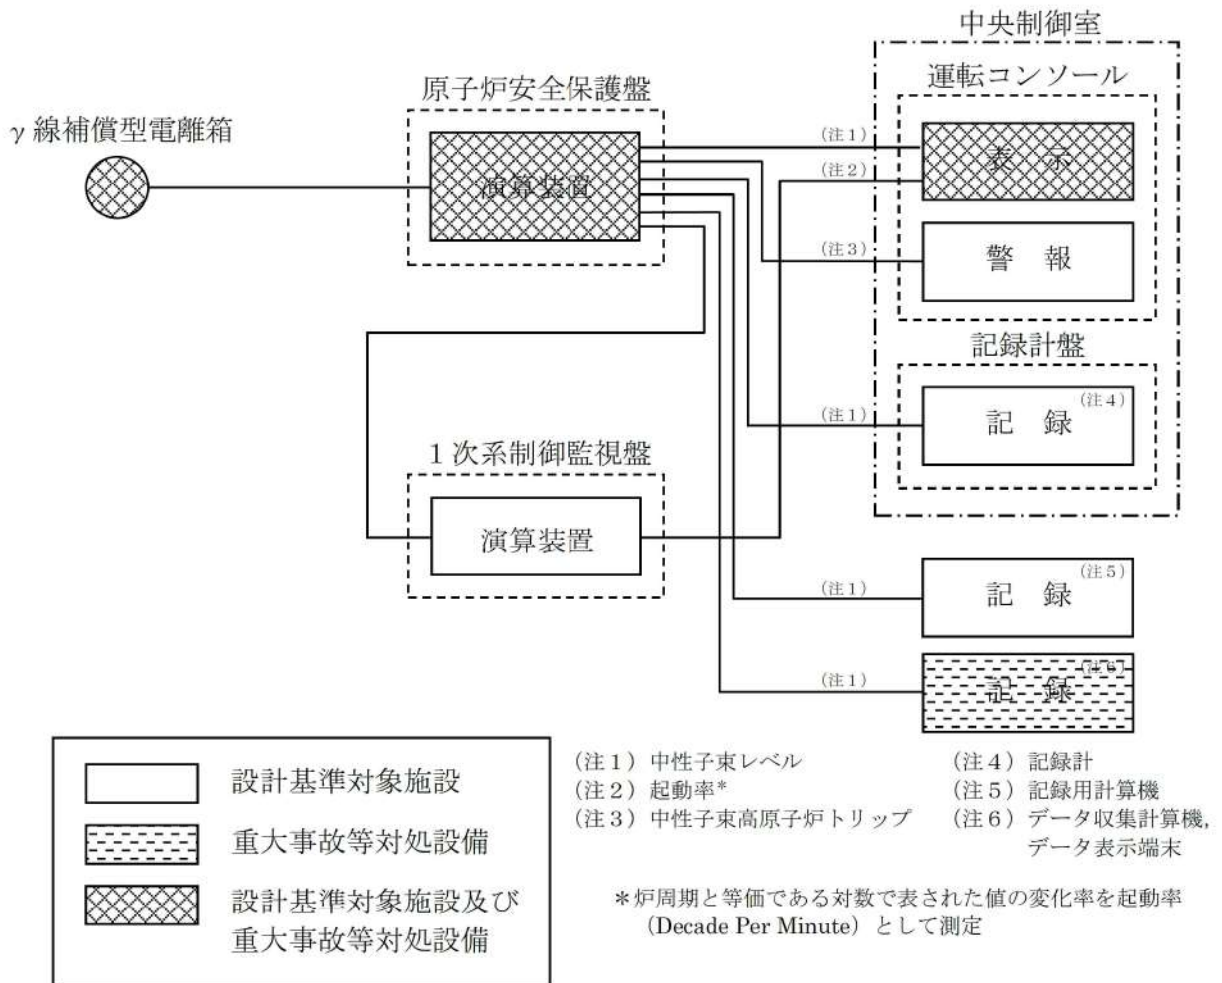 中央制御室
運転コンソール
原子炉安全保護盤
γ線補償型電離箱
演算装置
(注1)
(注2)
表 示
(注3)
警 報
記録計盤
(注1)
記 録 (注4)
1次系制御監視盤
演算装置
(注1)
記 録 (注5)
(注1)
記 録 (注6)
設計基準対象施設
重大事故等対処設備
設計基準対象施設及び
重大事故等対処設備
(注1) 中性子束レベル
(注2) 起動率*
(注3) 中性子束高原子炉トリップ
(注4) 記録計
(注5) 記録用計算機
(注6) データ収集計算機,
データ表示端末
*炉周期と等価である対数で表された値の変化率を起動率
(Decade Per Minute) として測定